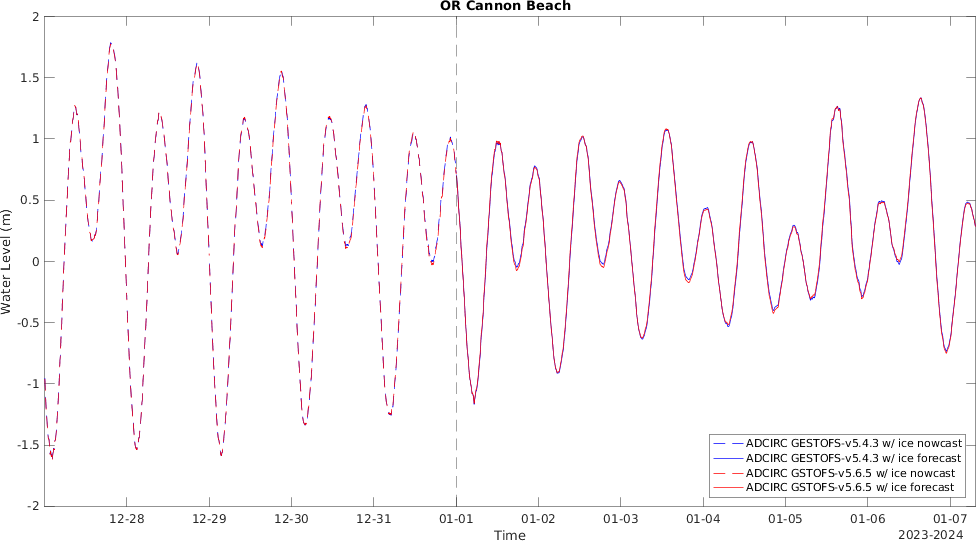 OR Cannon Beach
2
1.5
1
0.5
0
-0.5
-1
-1.5
-2
Water Level (m)
12-28 12-29 12-30 12-31 01-01 01-02 01-03 01-04 01-05 01-06 01-07
Time
2023-2024
ADCIRC GESTOFS-v5.4.3 w/ ice nowcast
ADCIRC GESTOFS-v5.4.3 w/ ice forecast
ADCIRC GSTOFS-v5.6.5 w/ ice nowcast
ADCIRC GSTOFS-v5.6.5 w/ ice forecast